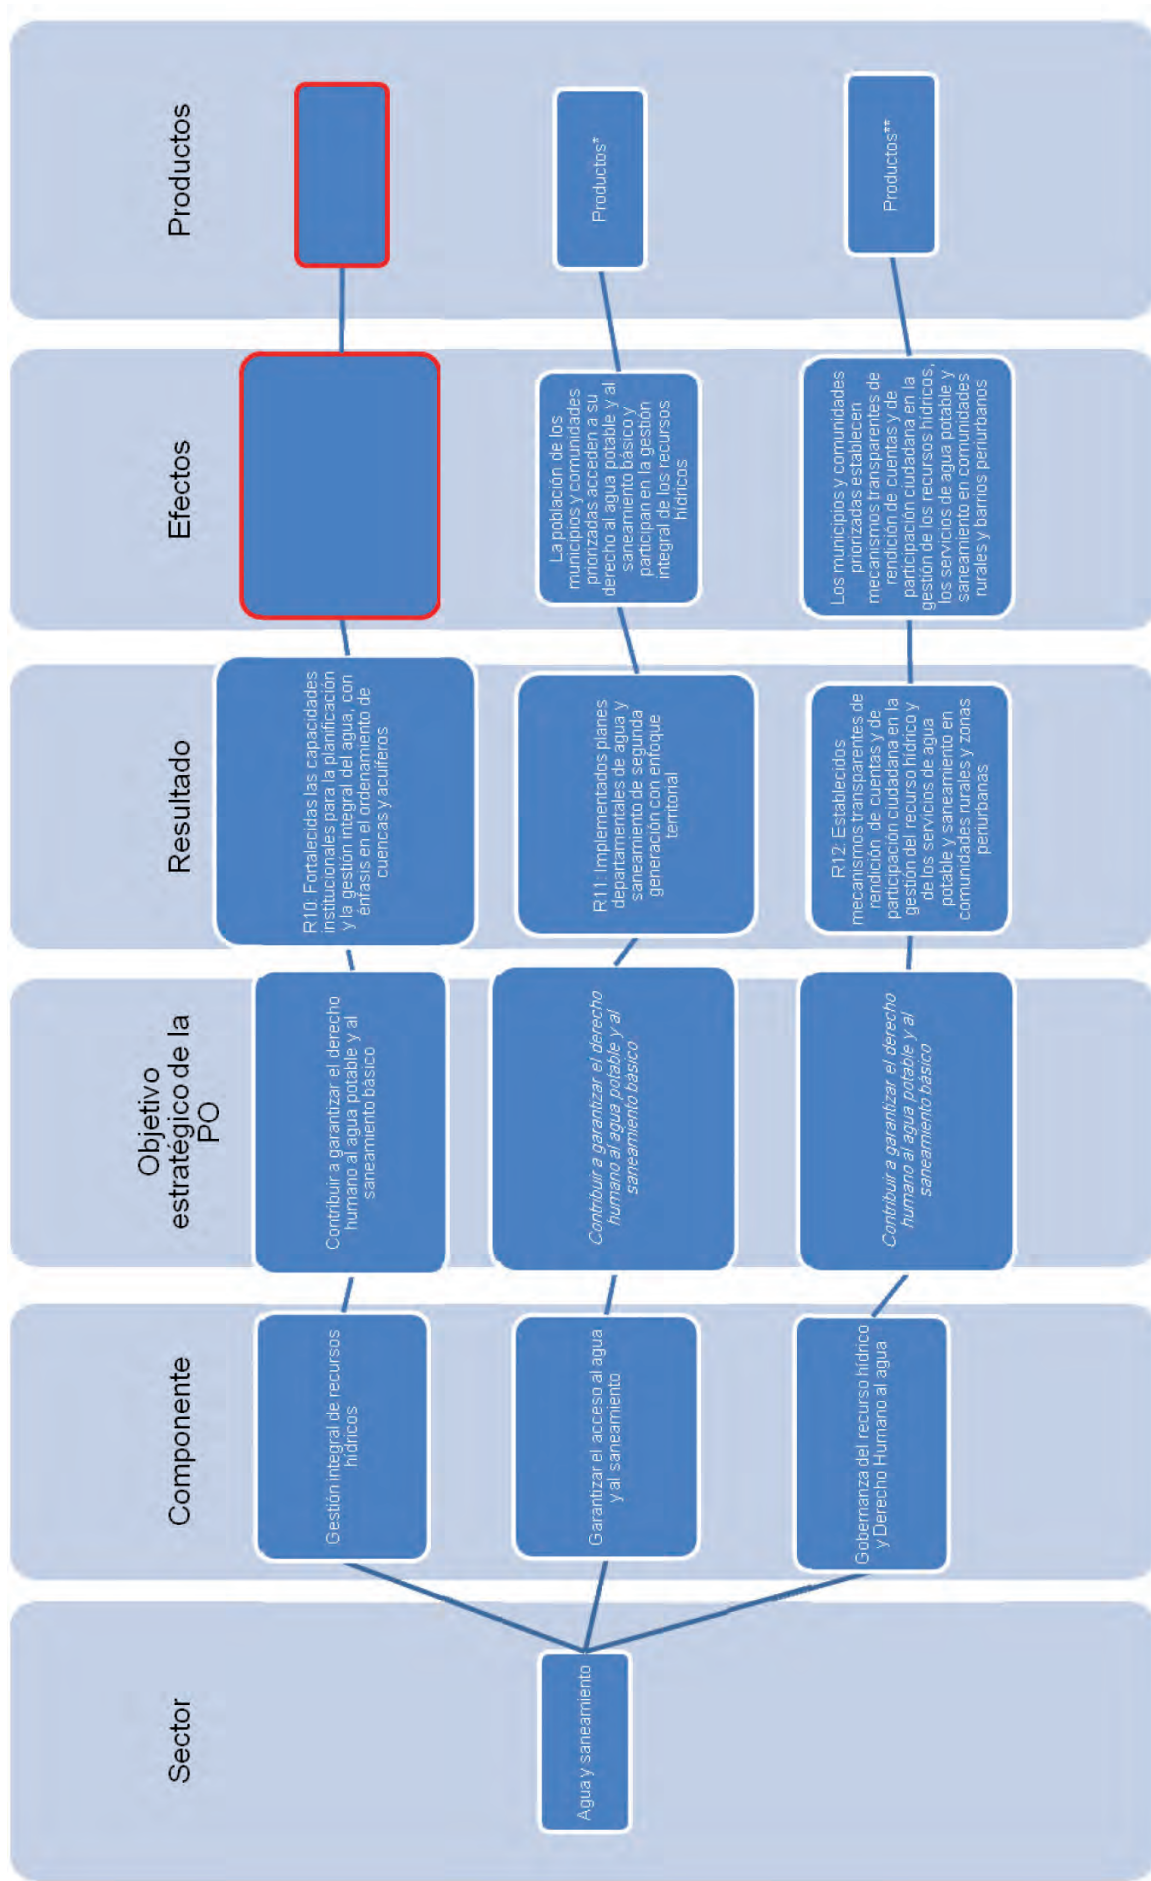 Sector
Componente
Objetivo
estratégico de la
PO
Resultado
Efectos
Productos
Agua y saneamiento
Gestión integral de recursos
hídricos
Contribuir a garantizar el derecho
humano al agua potable y al
saneamiento básico
R10: Fortalecidas las capacidades
institucionales para la planificación
y la gestión integral del agua, con
énfasis en el ordenamiento de
cuencas y acuíferos
Garantizar el acceso al agua
y al saneamiento
Contribuir a garantizar el derecho
humano al agua potable y al
saneamiento básico
R11: Implementados planes
departamentales de agua y
saneamiento de segunda
generación con enfoque
territorial
La población de los
municipios y comunidades
priorizadas acceden a su
derecho al agua potable y al
saneamiento básico y
participan en la gestión
integral de los recursos
hídricos
Productos*
Gobernanza del recurso hídrico
y Derecho Humano al agua
Contribuir a garantizar el derecho
humano al agua potable y al
saneamiento básico
R12: Establecidos
mecanismos transparentes de
rendición de cuentas y de
participación ciudadana en la
gestión del recurso hídrico y
de los servicios de agua
potable y saneamiento en
comunidades rurales y zonas
periurbanas
Los municipios y comunidades
priorizadas establecen
mecanismos transparentes de
rendición de cuentas y de
participación ciudadana en la
gestión de los recursos hídricos,
los servicios de agua potable y
saneamiento en comunidades
rurales y barrios periurbanos
Productos**